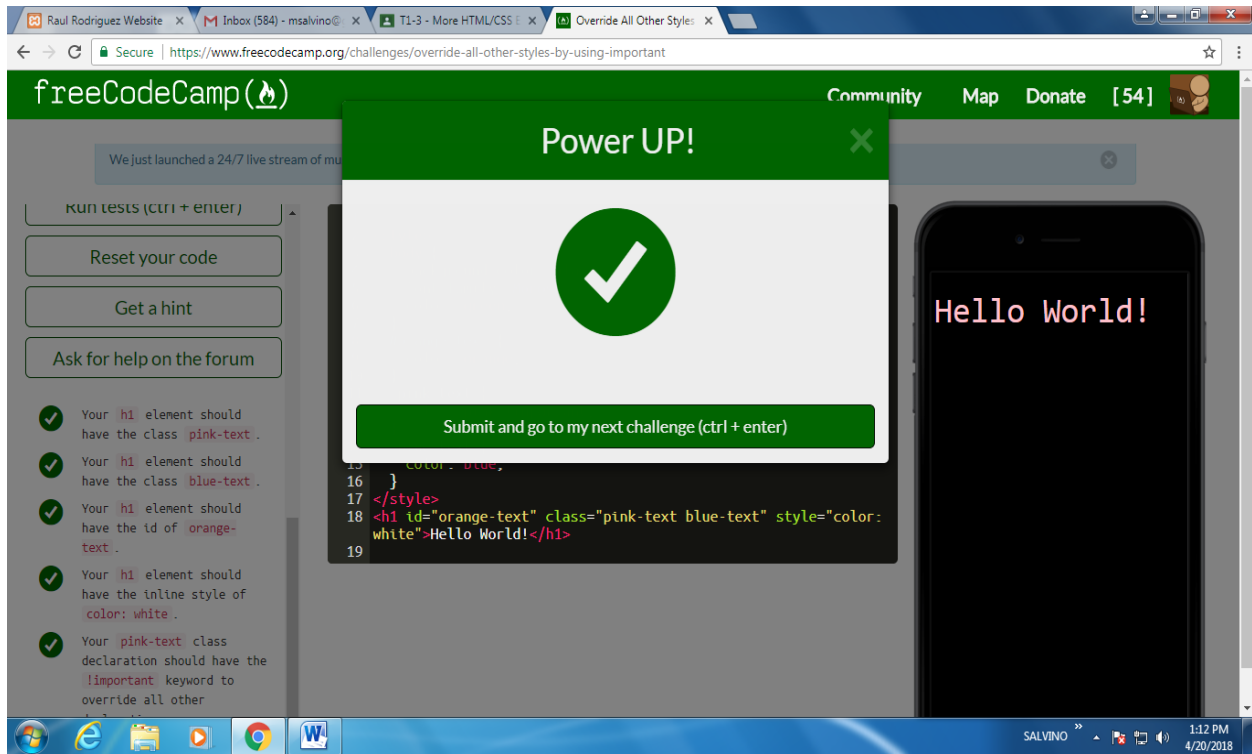 Raul Rodriguez Website
Inbox (584) - msalvino@
T1-3 - More HTML/CSS E
Override All Other Styles
Secure | https://www.freecodecamp.org/challenges/override-all-other-styles-by-using-important
freeCodeCamp(
)
Community Map Donate [ 54 ]
Power UP!
We just launched a 24/7 live stream of mu
Run tests (ctrl + enter)
Reset your code
Get a hint
Ask for help on the forum
Your h1 element should
have the class pink-text .
Your h1 element should
have the class blue-text .
Your h1 element should
have the id of orange-
text .
Your h1 element should
have the inline style of
color: white .
Your pink-text class
declaration should have the
!important keyword to
override all other
Submit and go to my next challenge (ctrl + enter)
15 color: blue;
16 }
17 </style>
18 <h1 id="orange-text" class="pink-text blue-text" style="color:
white">Hello World!</h1>
19
Hello World!
SALVINO
1:12 PM
4/20/2018